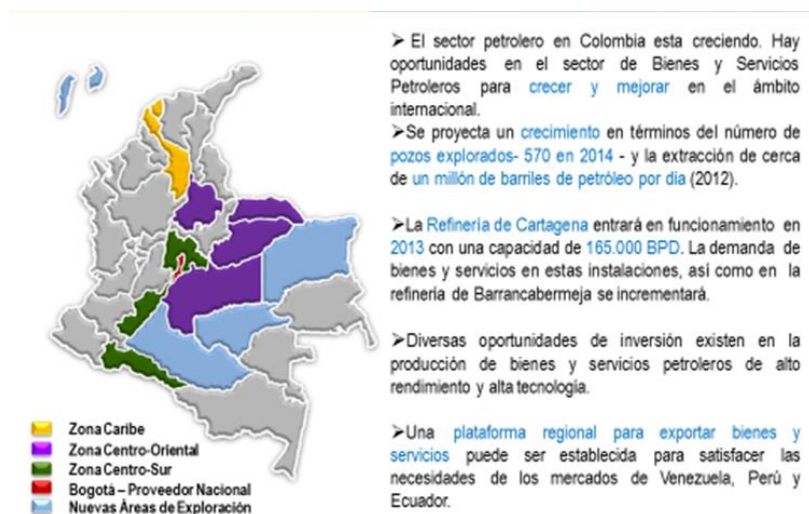 ➢ El sector petrolero en Colombia esta creciendo. Hay
oportunidades en el sector de Bienes y Servicios
Petroleros para crecer y mejorar en el ámbito
internacional.
➢Se proyecta un crecimiento en términos del número de
pozos explorados- 570 en 2014 - y la extracción de cerca
de un millón de barriles de petróleo por día (2012).
➢La Refinería de Cartagena entrará en funcionamiento en
2013 con una capacidad de 165.000 BPD. La demanda de
bienes y servicios en estas instalaciones, así como en la
refinería de Barrancabermeja se incrementará.
➢Diversas oportunidades de inversión existen en la
producción de bienes y servicios petroleros de alto
rendimiento y alta tecnología.
➢Una plataforma regional para exportar bienes y
servicios puede ser establecida para satisfacer las
necesidades de los mercados de Venezuela, Perú y
Ecuador.
Zona Caribe
Zona Centro-Oriental
Zona Centro-Sur
Bogotá – Proveedor Nacional
Nuevas Áreas de Exploración